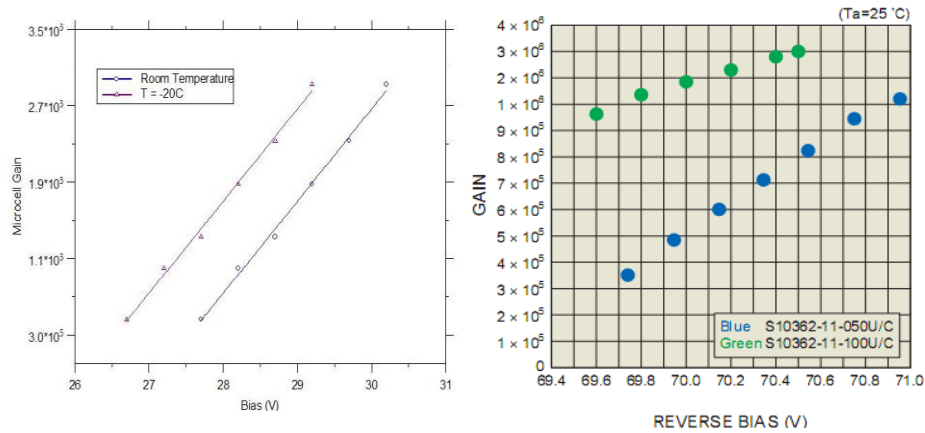 3.5*10⁵
2.7*10⁵
1.9*10⁵
1.1*10⁵
3.0*10⁵
Microcell Gain
Room Temperature
T = -20C
26 27 28 29 30 31
Bias (V)
(Ta=25 ˚C)
4 × 10⁶
3 × 10⁶
2 × 10⁶
1 × 10⁶
9 × 10⁵
8 × 10⁵
7 × 10⁵
6 × 10⁵
5 × 10⁵
4 × 10⁵
3 × 10⁵
2 × 10⁵
1 × 10⁵
0
GAIN
Blue S10362-11-050U/C
Green S10362-11-100U/C
69.4 69.6 69.8 70.0 70.2 70.4 70.6 70.8 71.0
REVERSE BIAS (V)